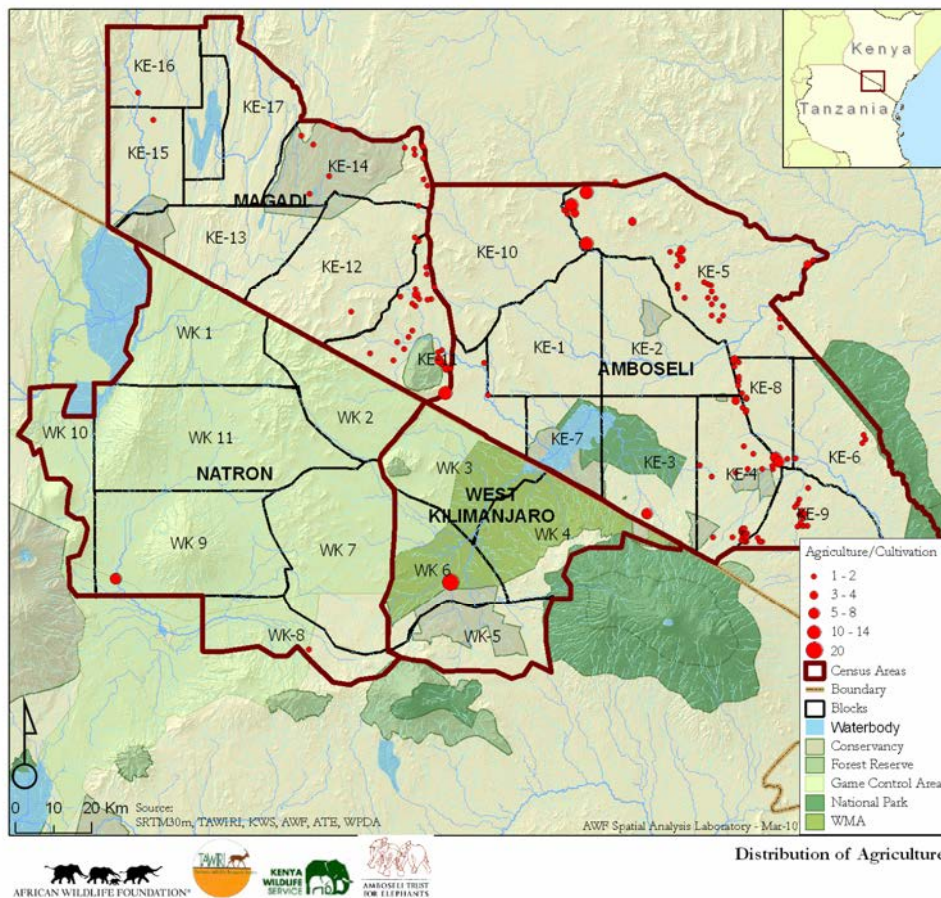 Kenya
Tanzania
KE-16
KE-17
KE-15
KE-14
MAGADI
KE-13
KE-12
KE-10
KE-5
WK 1
KE-1
KE-2
AMBOSELI
KE-8
WK 2
WK 10
WK 11
KE-7
KE-3
KE-4
KE-6
NATRON
WK 3
WEST
KILIMANJARO
WK 4
KE-9
WK 9
WK 7
WK 6
WK-8
WK-5
Agriculture/Cultivation
1 - 2
3 - 4
5 - 8
10 - 14
20
Census Areas
Boundary
Blocks
Waterbody
Conservancy
Forest Reserve
Game Control Area
National Park
WMA
0 10 20 Km
Source:
SRTM30m, TAWIRI, KWS, AWF, ATE, WPDA
AWF Spatial Analysis Laboratory - Mar-10
Distribution of Agriculture
AFRICAN WILDLIFE FOUNDATION®
TAWIRI
KENYA
WILDLIFE
SERVICE
AMBOSELI TRUST
FOR ELEPHANTS